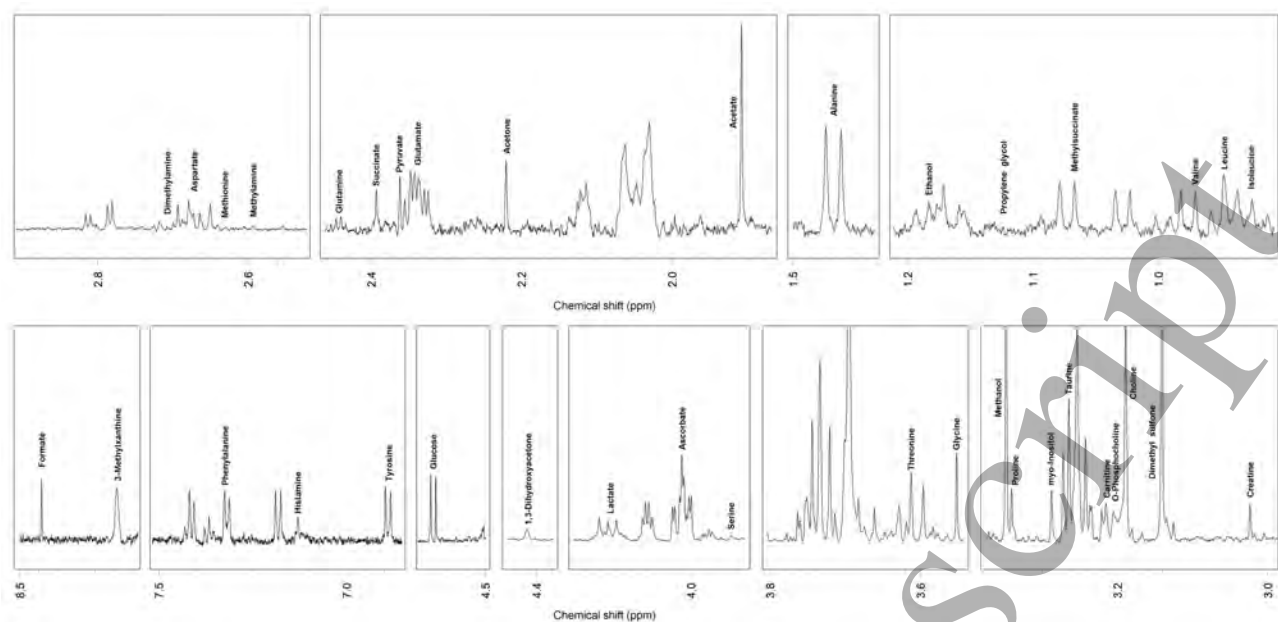 Dimethylamine
Aspartate
Methionine
Methylamine
Glutamine
Succinate
Pyruvate
Glutamate
Acetone
Acetate
Alanine
Ethanol
Propylene glycol
Methylsuccinate
Valine
Leucine
Isolaucine
2.8
2.6
2.4
2.2
2.0
1.5
1.2
1.1
1.0
Chemical shift (ppm)
Formate
3-Methylxanthine
Phenylalanine
Histamine
Tyrosine
Glucose
1,3-Dihydroxyacetone
Lactate
Ascorbate
Serine
Threonine
Glycine
Methanol
Proline
myo-Inositol
Taurine
Carnitine
O-Phosphocholine
Choline
Dimethyl sulfone
Creatine
8.5
7.5
7.0
4.5
4.4
4.0
3.8
3.6
3.2
3.0
Chemical shift (ppm)
script